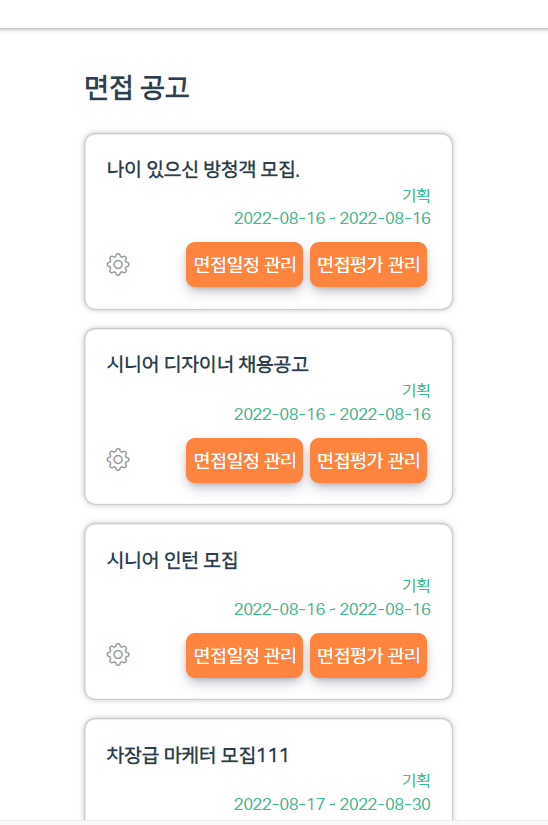 면접 공고
나이 있으신 방청객 모집.
기획
2022-08-16 ~ 2022-08-16
면접일정 관리 면접평가 관리
시니어 디자이너 채용공고
기획
2022-08-16 ~ 2022-08-16
면접일정 관리 면접평가 관리
시니어 인턴 모집
기획
2022-08-16 ~ 2022-08-16
면접일정 관리 면접평가 관리
차장급 마케터 모집111
기획
2022-08-17 ~ 2022-08-30